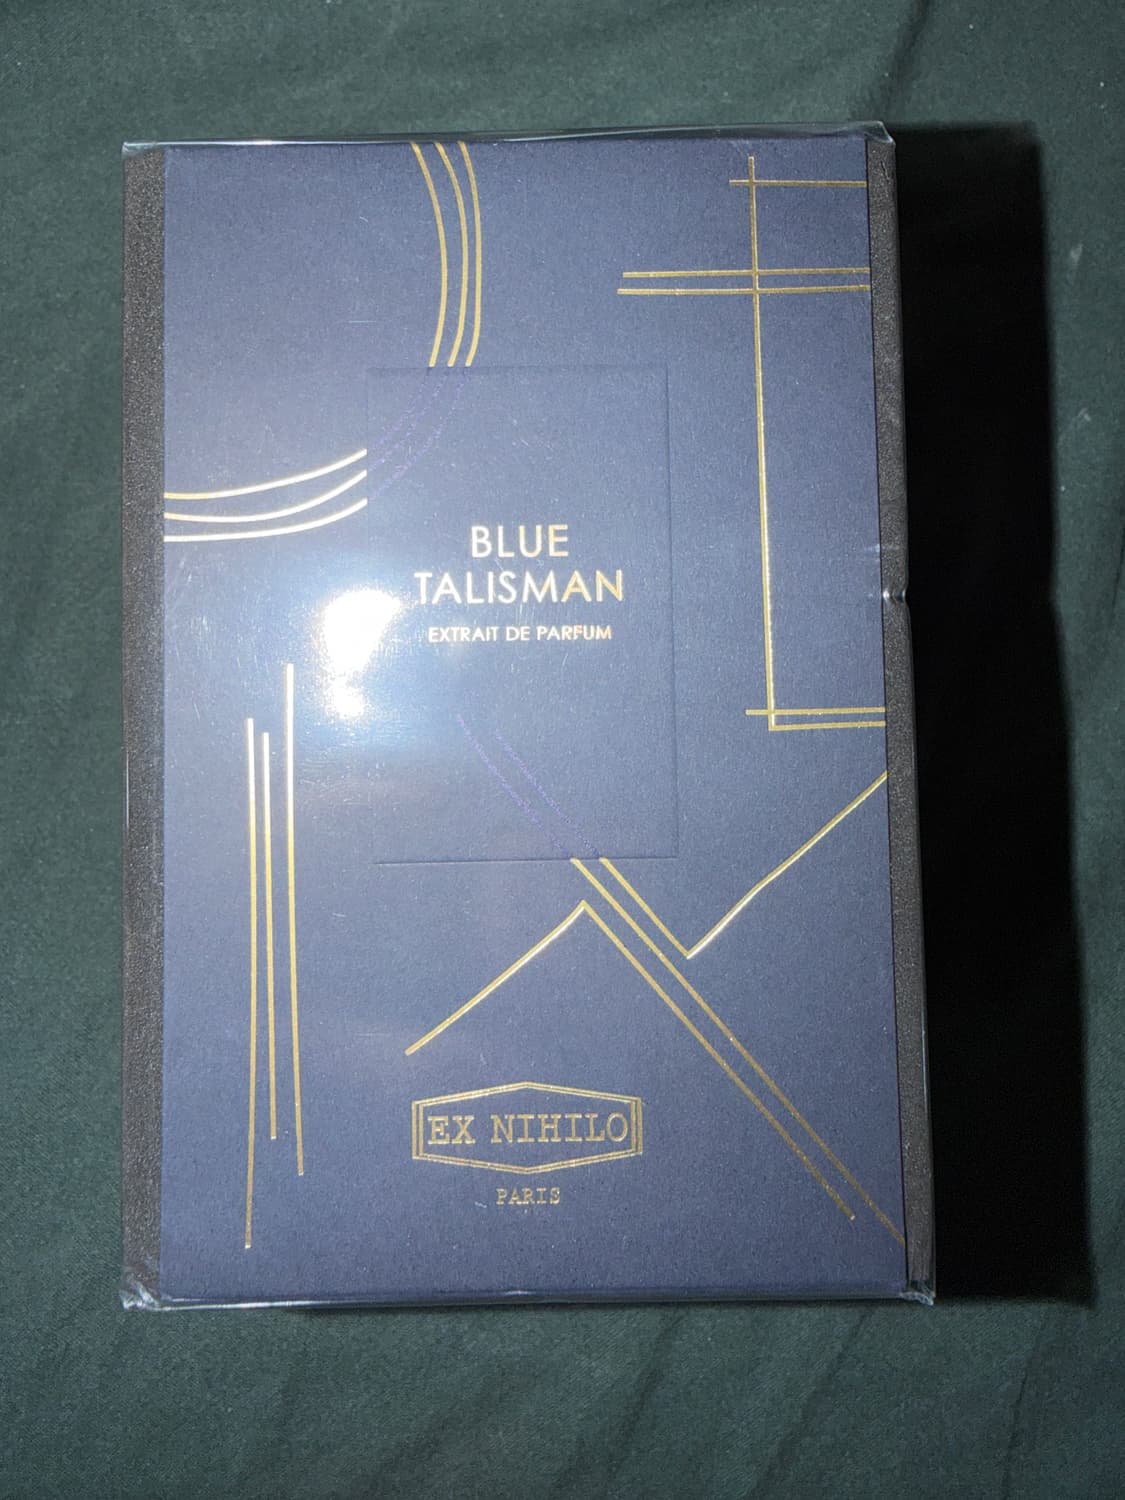 BLUE
TALISMAN
EXTRAIT DE PARFUM
EX NIHILO
PARIS